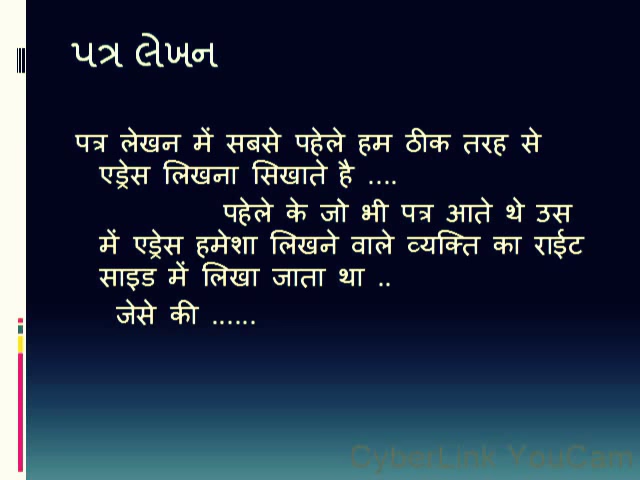 પત્ર લેખન
पत्र लेखन में सबसे पहेले हम ठीक तरह से
एड्रेस लिखना सिखाते है ....
पहेले के जो भी पत्र आते थे उस
में एड्रेस हमेशा लिखने वाले व्यक्ति का राईट
साइड में लिखा जाता था ..
जेसे की ......
CyberLink YouCam